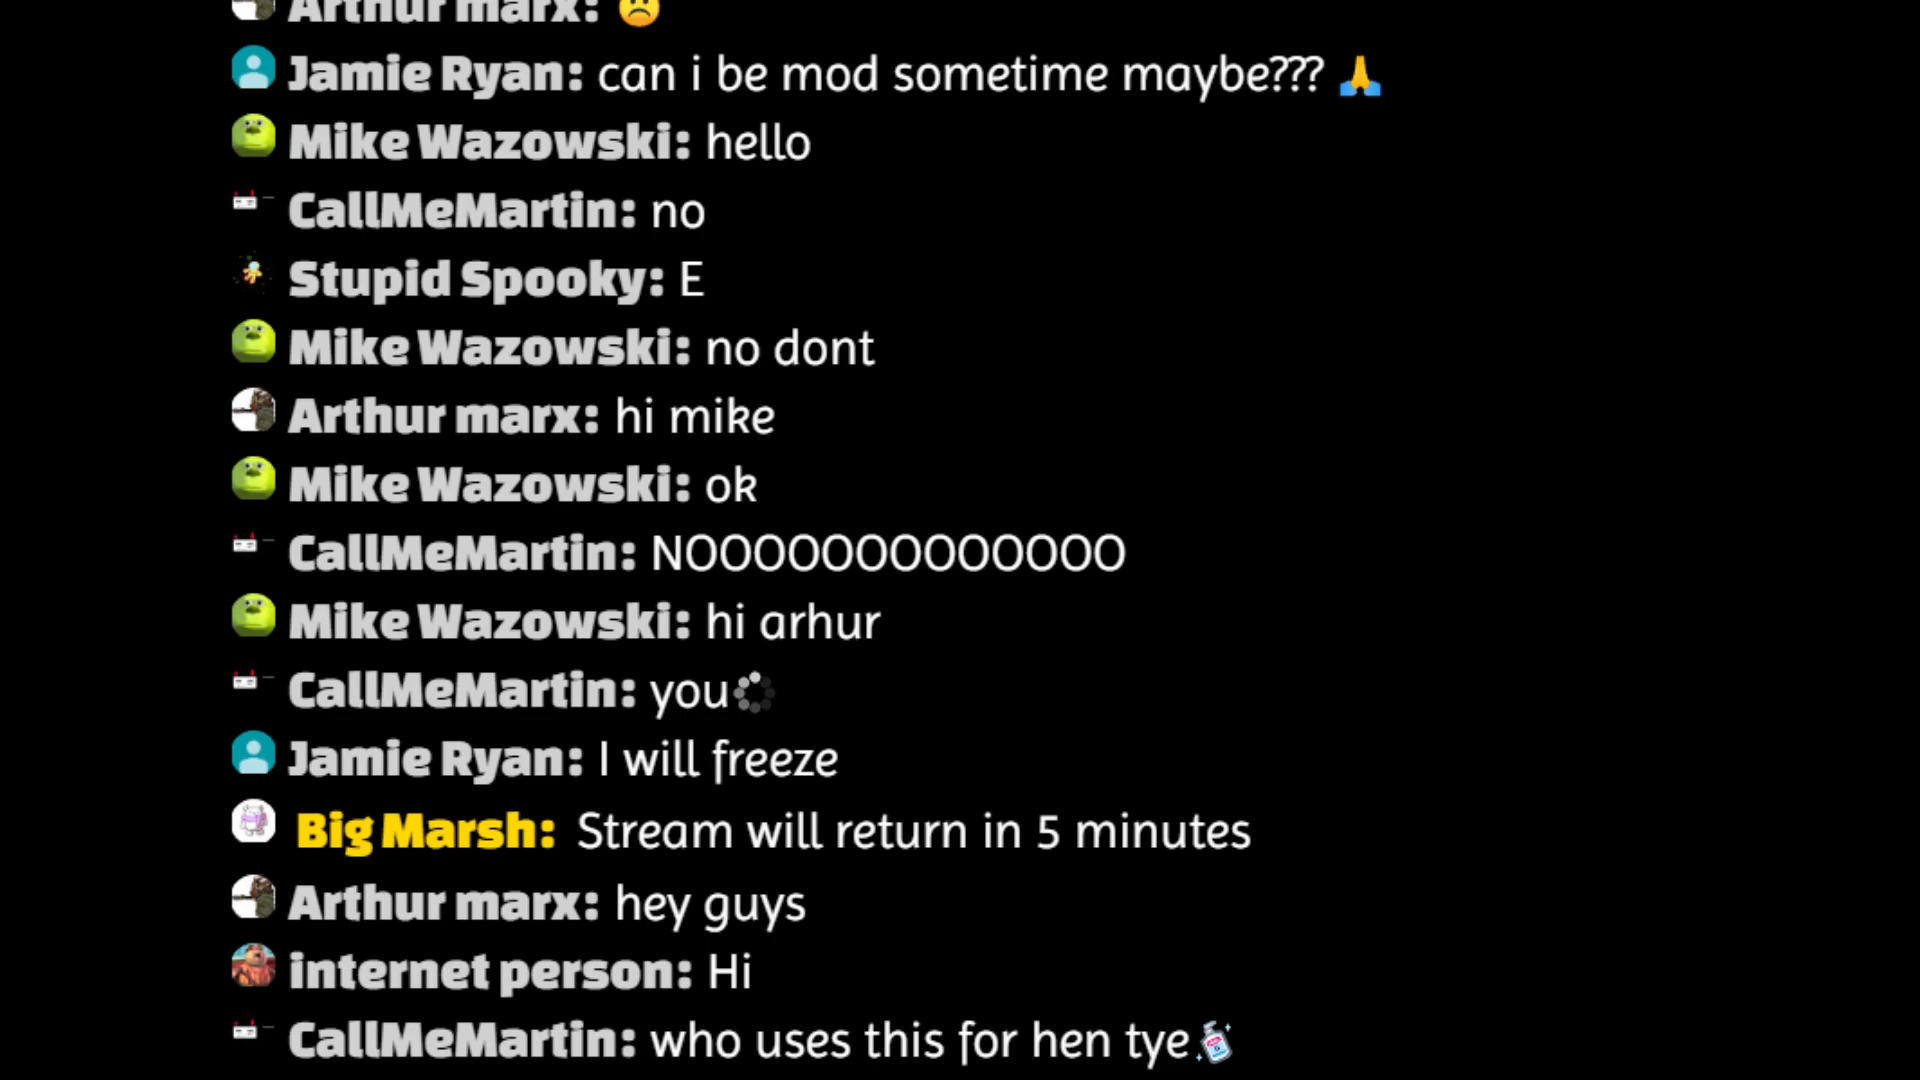 Arthur marx: ☹️
Jamie Ryan: can i be mod sometime maybe??? 🙏
Mike Wazowski: hello
CallMeMartin: no
Stupid Spooky: E
Mike Wazowski: no dont
Arthur marx: hi mike
Mike Wazowski: ok
CallMeMartin: NOOOOOOOOOOOOO
Mike Wazowski: hi arhur
CallMeMartin: you
Jamie Ryan: I will freeze
Big Marsh: Stream will return in 5 minutes
Arthur marx: hey guys
internet person: Hi
CallMeMartin: who uses this for hen tye